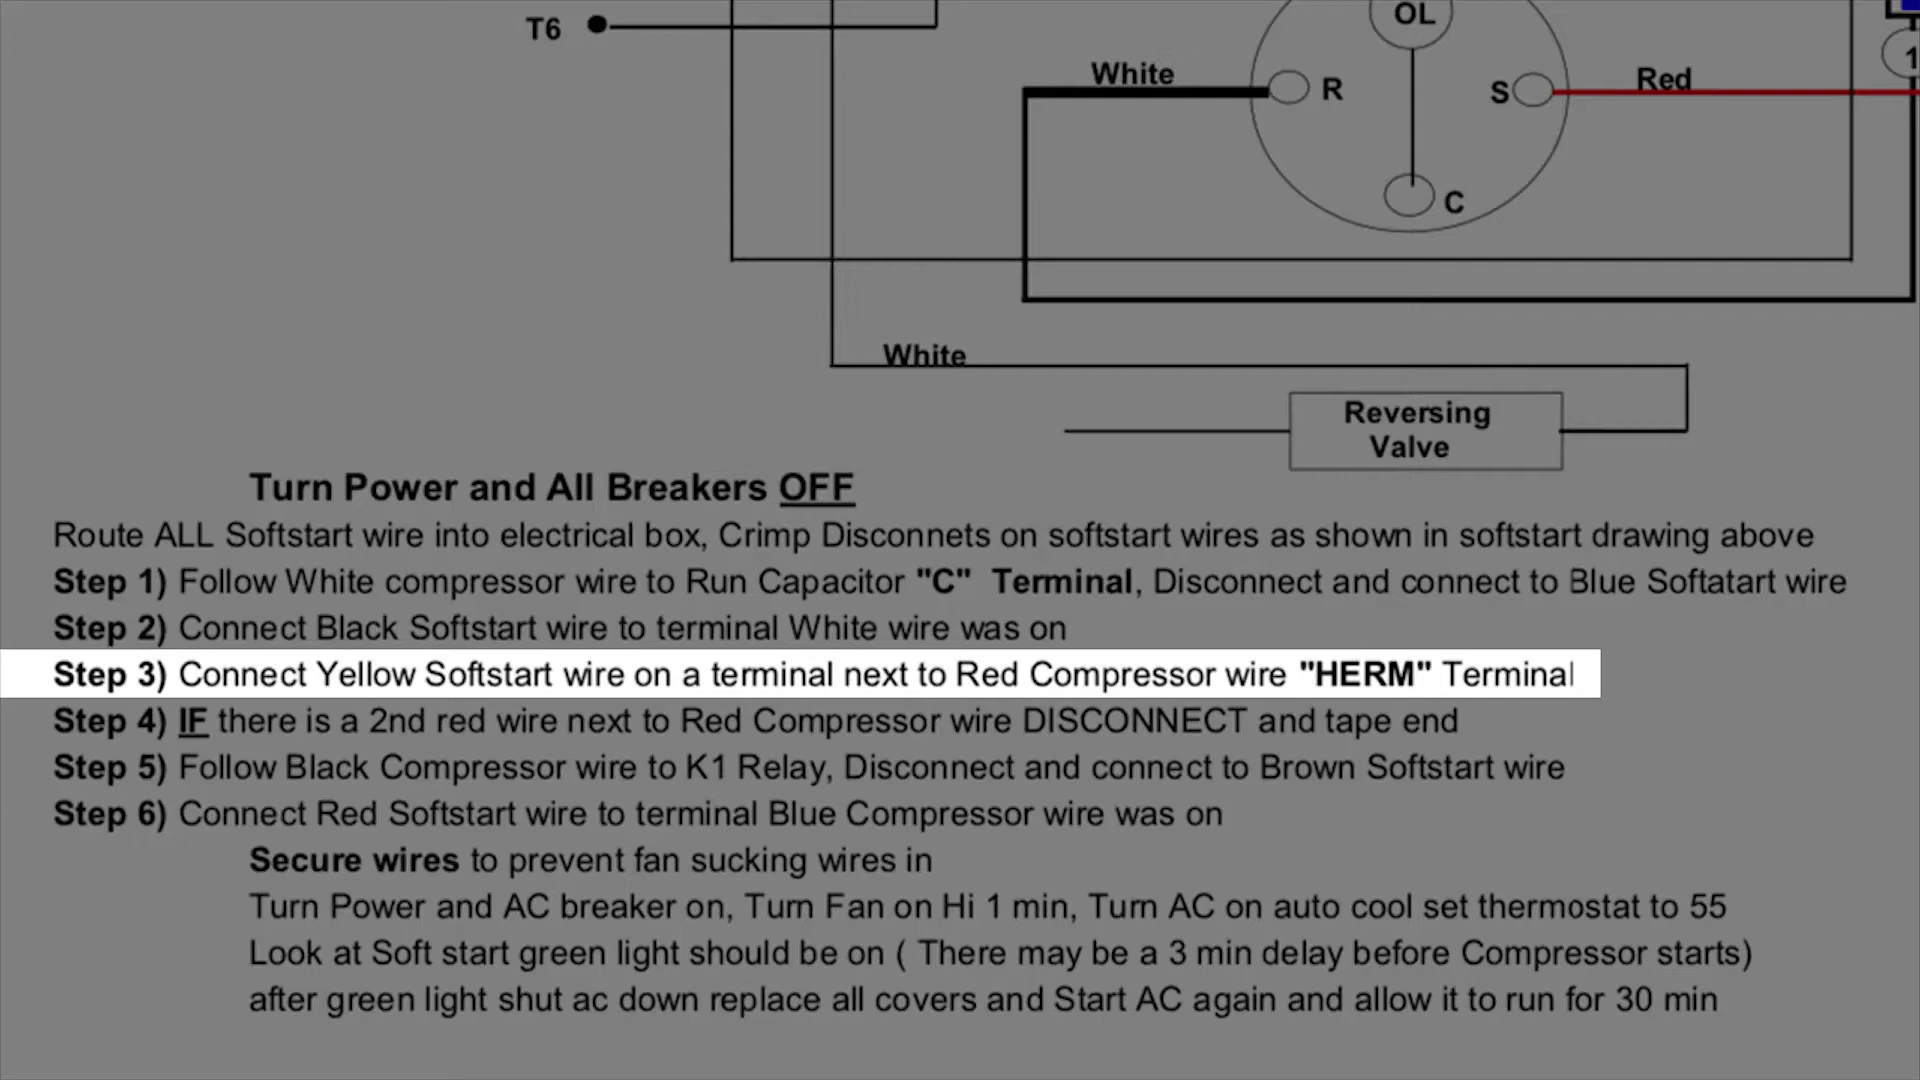 OL
T6
White
R
S
Red
1
C
White
Reversing
Valve
Turn Power and All Breakers OFF
Route ALL Softstart wire into electrical box, Crimp Disconnets on softstart wires as shown in softstart drawing above
Step 1) Follow White compressor wire to Run Capacitor "C" Terminal, Disconnect and connect to Blue Softatart wire
Step 2) Connect Black Softstart wire to terminal White wire was on
Step 3) Connect Yellow Softstart wire on a terminal next to Red Compressor wire "HERM" Terminal
Step 4) IF there is a 2nd red wire next to Red Compressor wire DISCONNECT and tape end
Step 5) Follow Black Compressor wire to K1 Relay, Disconnect and connect to Brown Softstart wire
Step 6) Connect Red Softstart wire to terminal Blue Compressor wire was on
Secure wires to prevent fan sucking wires in
Turn Power and AC breaker on, Turn Fan on Hi 1 min, Turn AC on auto cool set thermostat to 55
Look at Soft start green light should be on ( There may be a 3 min delay before Compressor starts)
after green light shut ac down replace all covers and Start AC again and allow it to run for 30 min